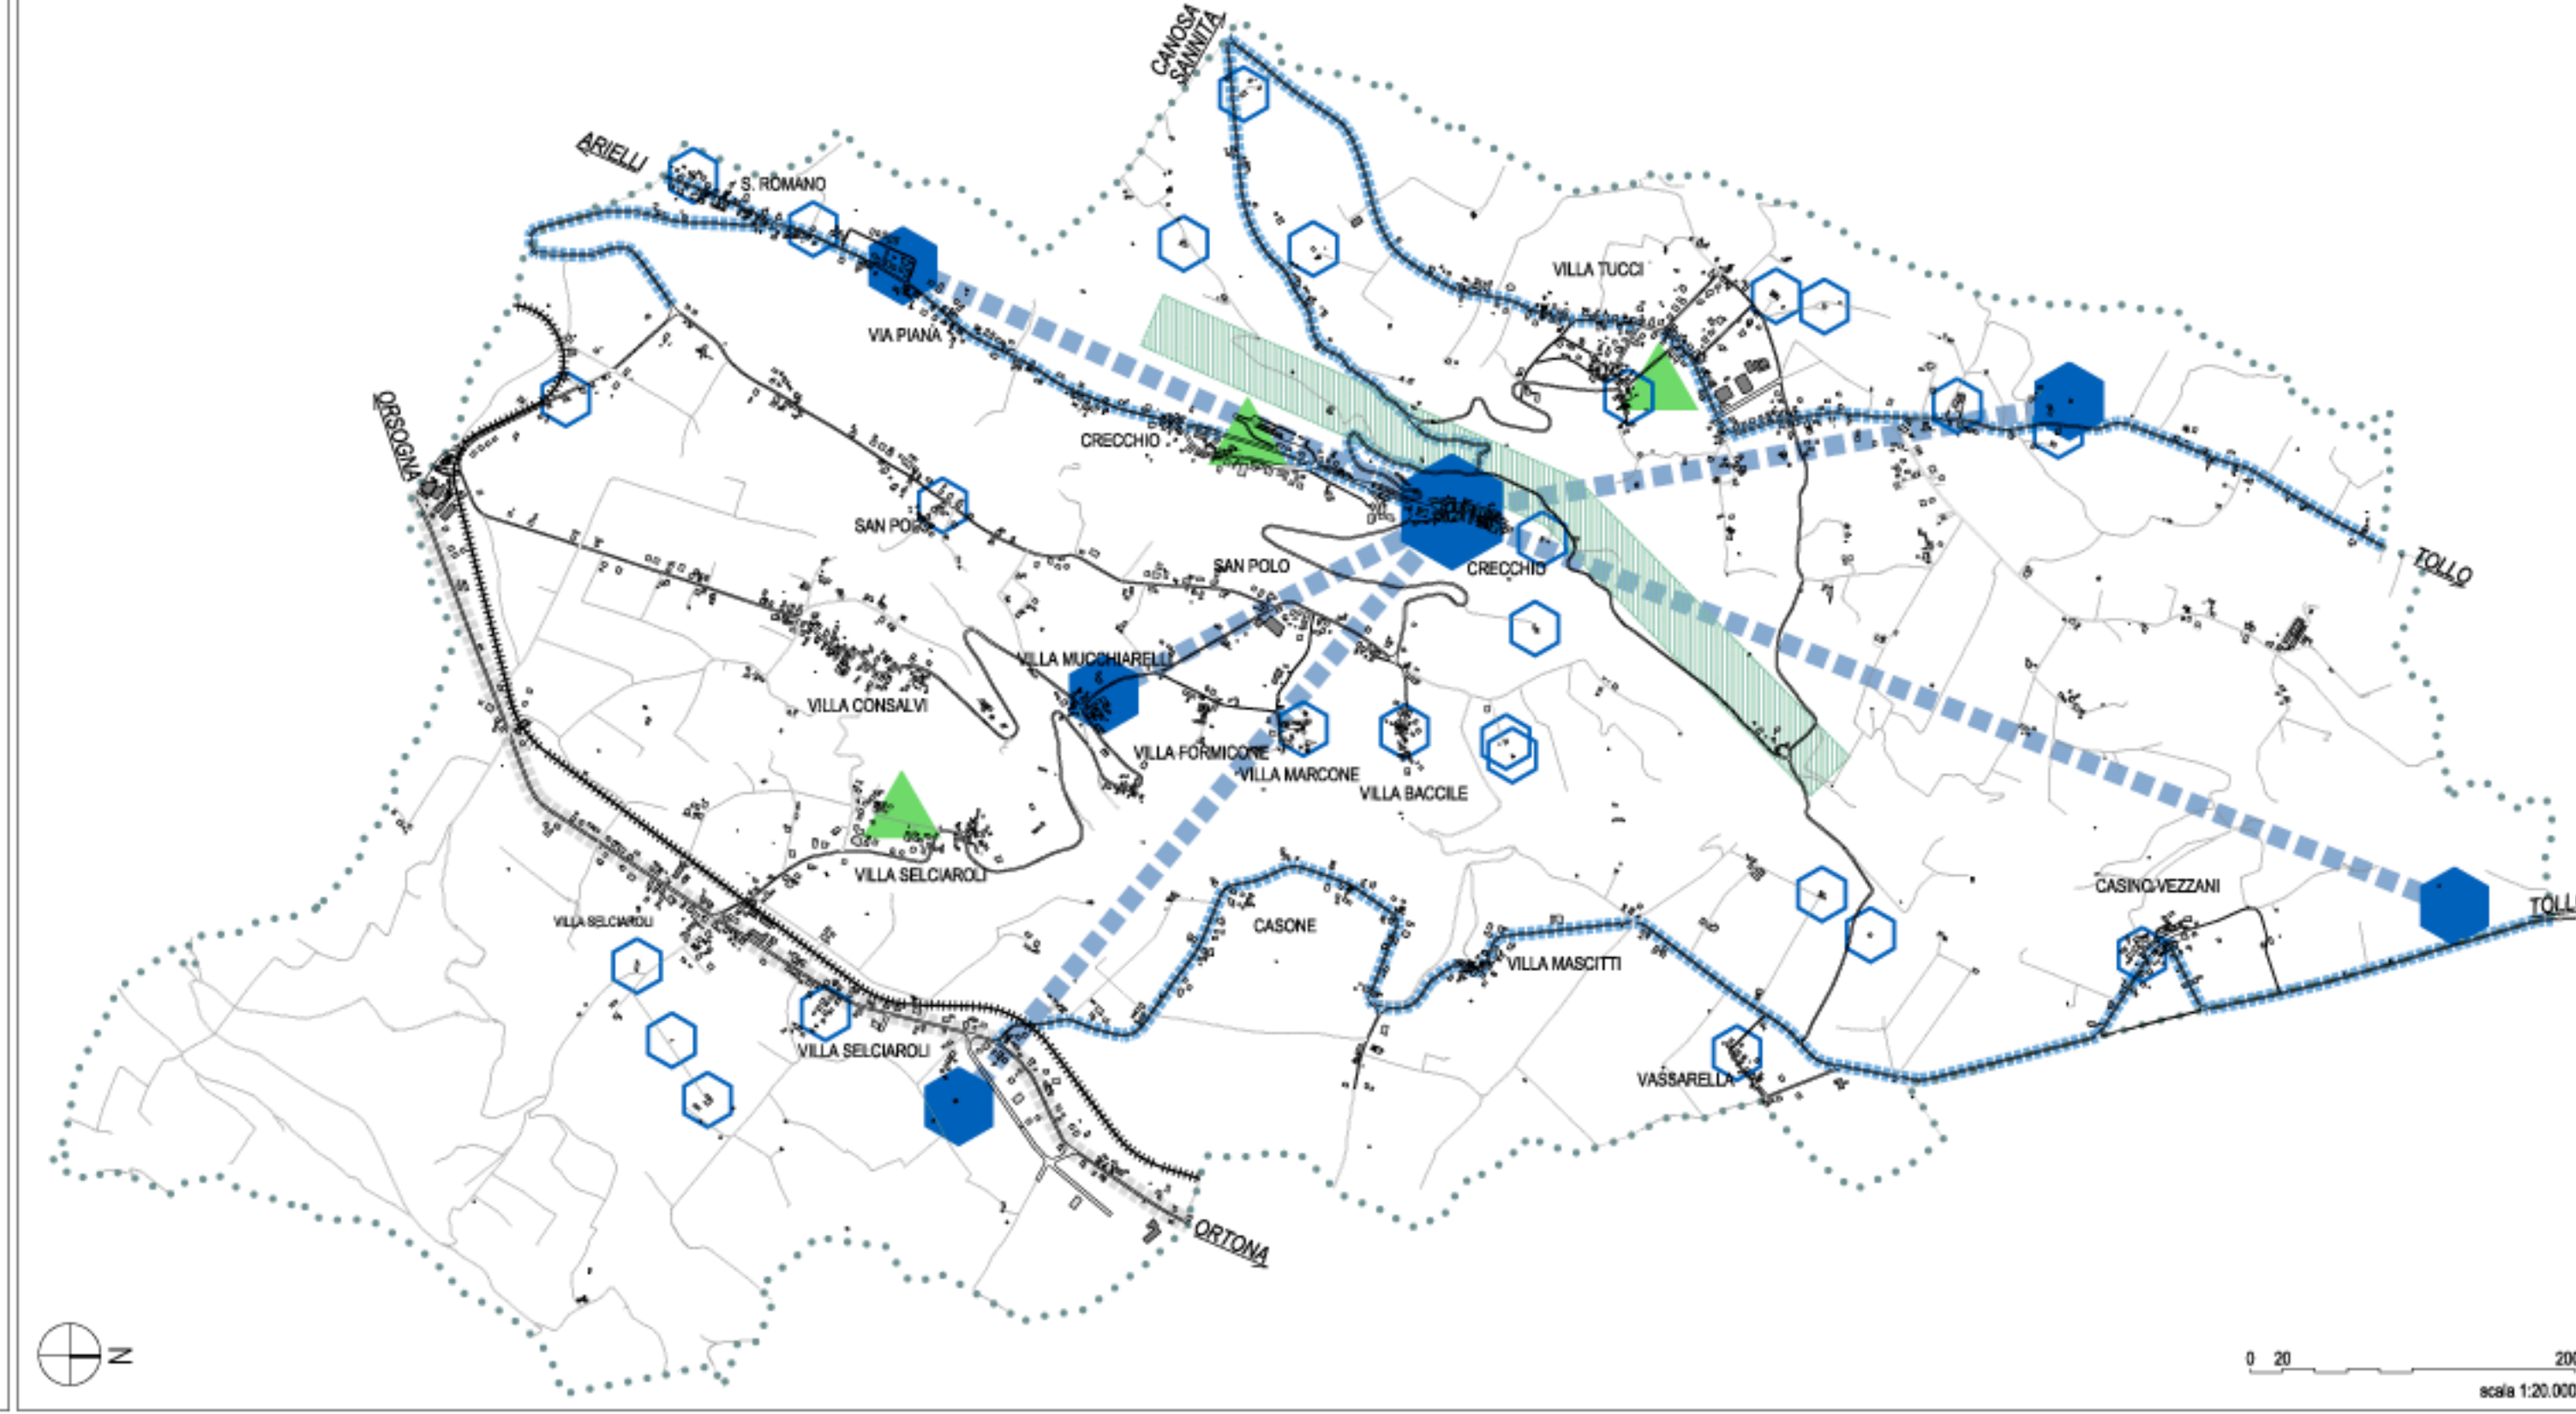 CANOSA
SANNITA
ARIELLI
S. ROMANO
VILLA TUCCI
VIA PIANA
ORSOGNA
CRECCHIO
SAN POLO
SAN POLO
CRECCHIO
TOLLO
VILLA MUCCHIARELLI
VILLA CONSALVI
VILLA FORMICONE
VILLA MARCONE
VILLA BACCILE
VILLA SELCIAROLI
CASINO VEZZANI
TOLL
VILLA SELCIAROLI
CASONE
VILLA MASCITTI
VILLA SELCIAROLI
VASSARELLA
ORTONA
N
0 20 200
scala 1:20.000